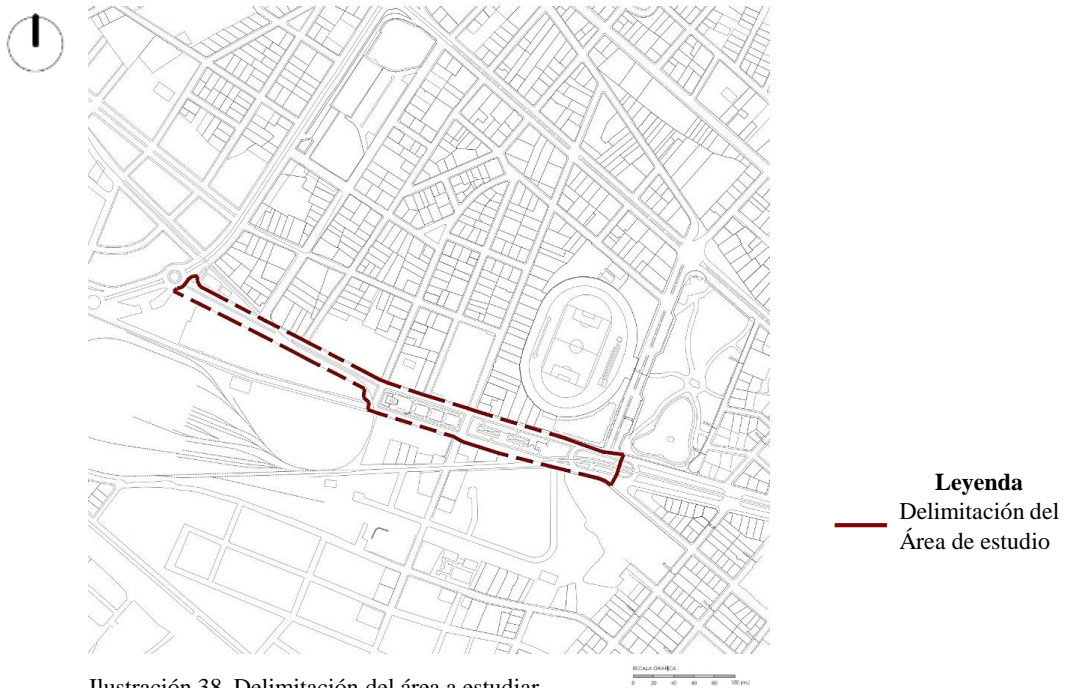 Leyenda
Delimitación del
Área de estudio
ESCALA GRAFICA
0 20 40 60 80 100 (m)
Ilustración 38. Delimitación del área a estudiar